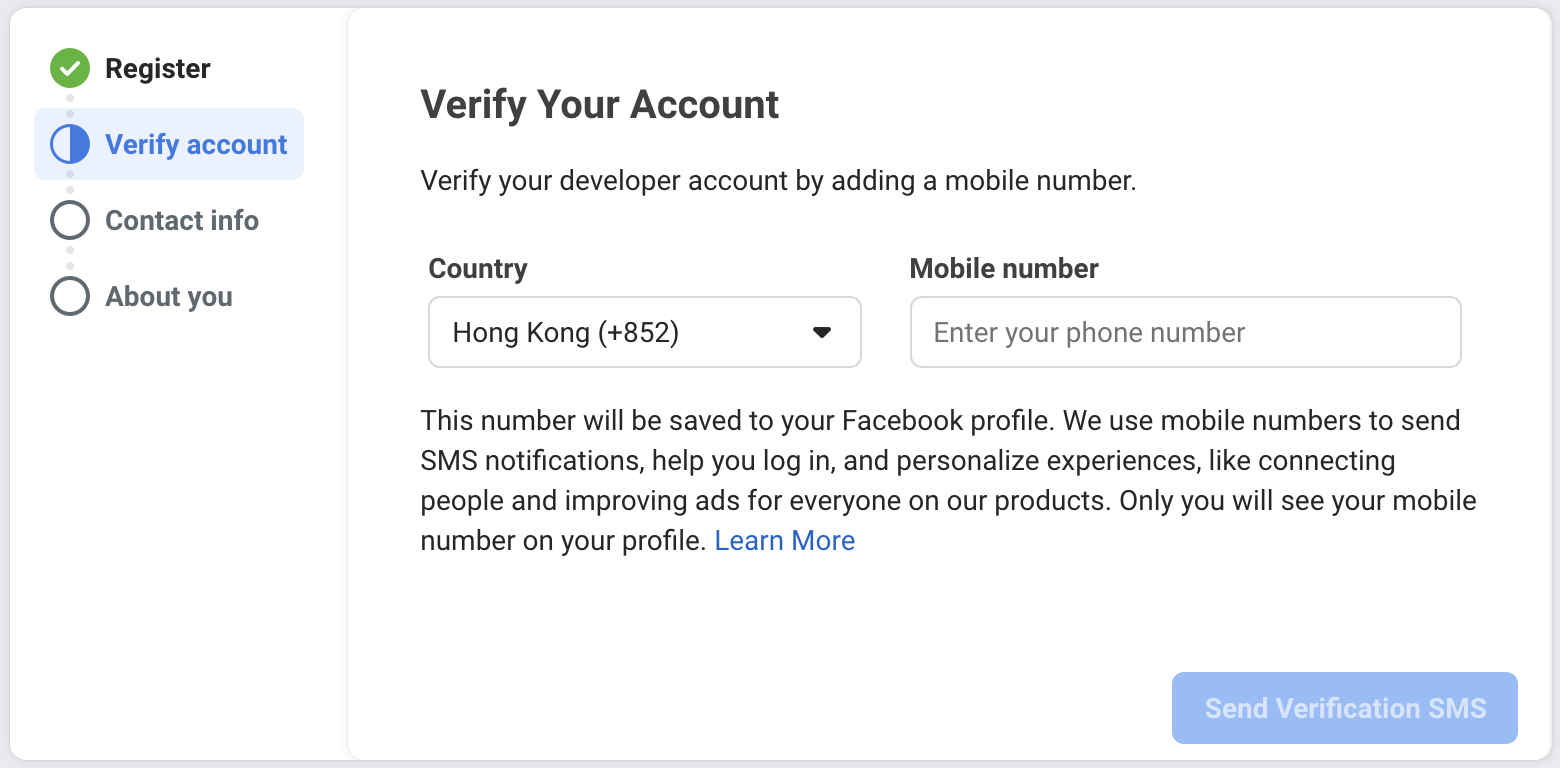 Register
Verify account
Contact info
About you
Verify Your Account
Verify your developer account by adding a mobile number.
Country
Mobile number
Hong Kong (+852)
Enter your phone number
This number will be saved to your Facebook profile. We use mobile numbers to send
SMS notifications, help you log in, and personalize experiences, like connecting
people and improving ads for everyone on our products. Only you will see your mobile
number on your profile. Learn More
Send Verification SMS